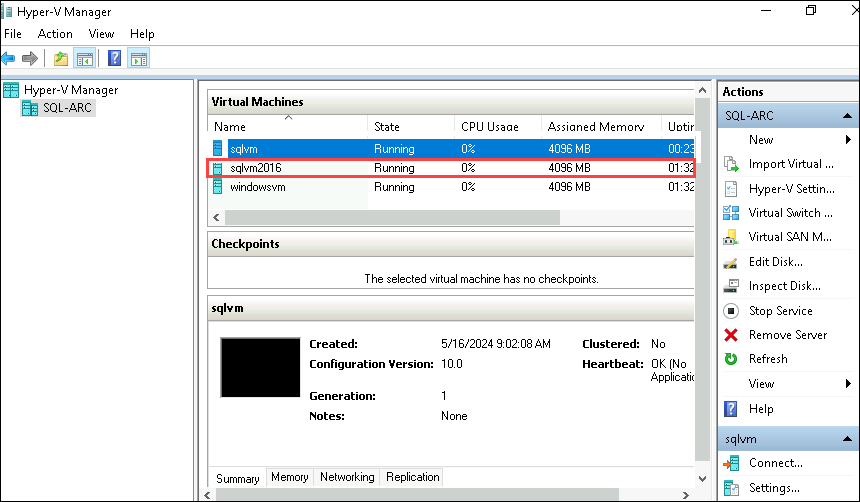 Hyper-V Manager
File Action View Help
Hyper-V Manager
SQL-ARC
Virtual Machines
Name State CPU Usage Assigned Memory
sqlvm Running 0% 4096 MB 00:23
sqlvm2016 Running 0% 4096 MB 01:32
windowsvm Running 0% 4096 MB 01:32
Checkpoints
The selected virtual machine has no checkpoints.
sqlvm
Created: 5/16/2024 9:02:08 AM Clustered: No
Configuration Version: 10.0 Heartbeat: OK (No
Generation: 1
Notes: None
Summary Memory Networking Replication
Actions
SQL-ARC
New
Import Virtual ...
Hyper-V Settin...
Virtual Switch ...
Virtual SAN M...
Edit Disk...
Inspect Disk...
Stop Service
Remove Server
Refresh
View
Help
sqlvm
Connect...
Settings...